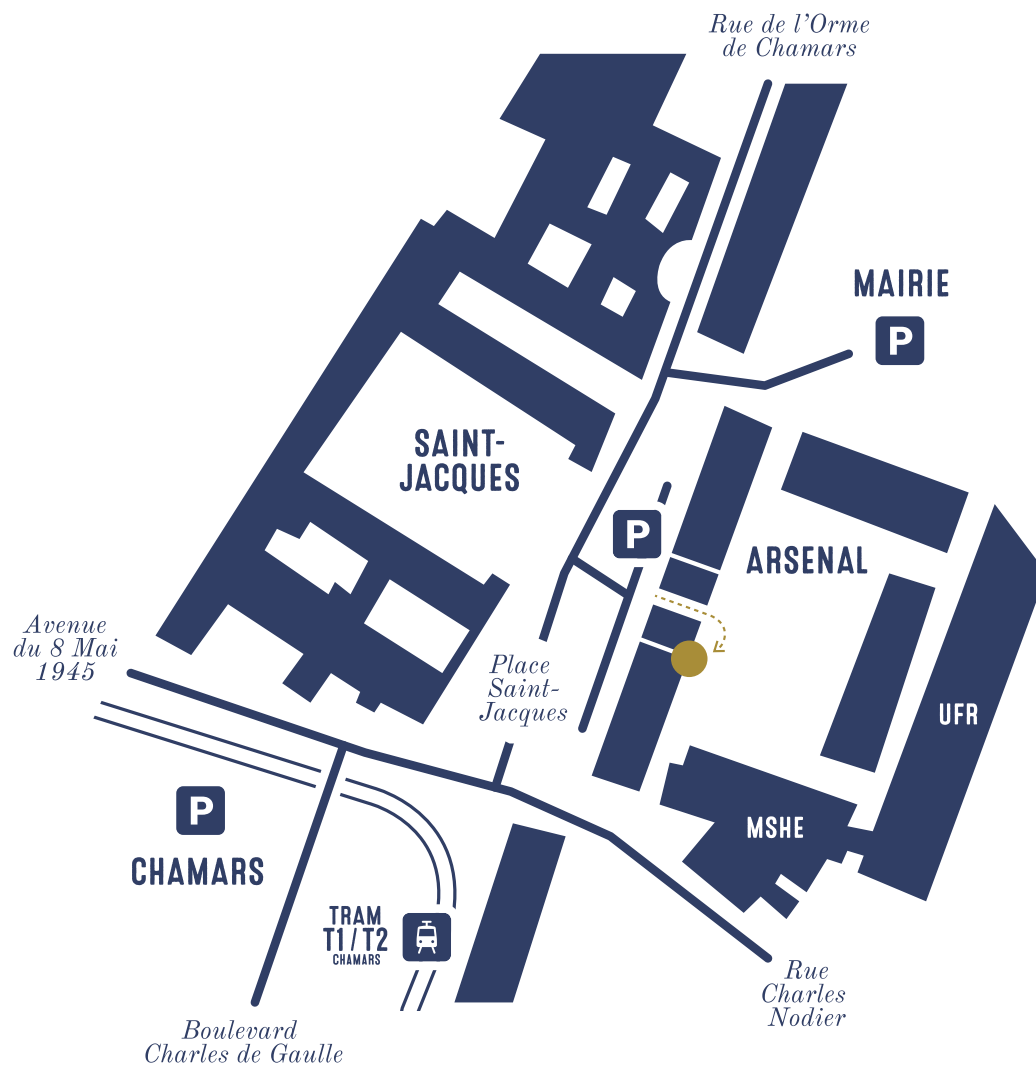 Rue de l’Orme
de Chamars
MAIRIE
P
SAINT-
JACQUES
P
ARSENAL
Avenue
du 8 Mai
1945
Place
Saint-
Jacques
UFR
P
MSHE
CHAMARS
TRAM
T1/T2
CHAMARS
Rue
Charles
Nodier
Boulevard
Charles de Gaulle